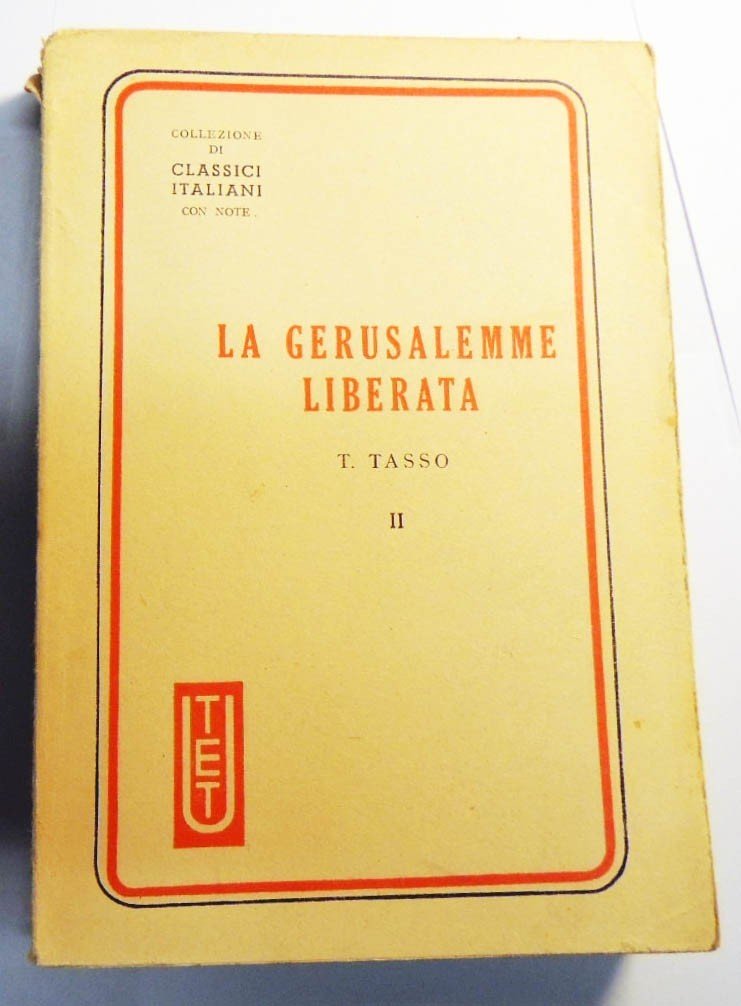 COLLEZIONE
DI
CLASSICI
ITALIANI
CON NOTE.
LA GERUSALEMME
LIBERATA
T. TASSO
II
UTET